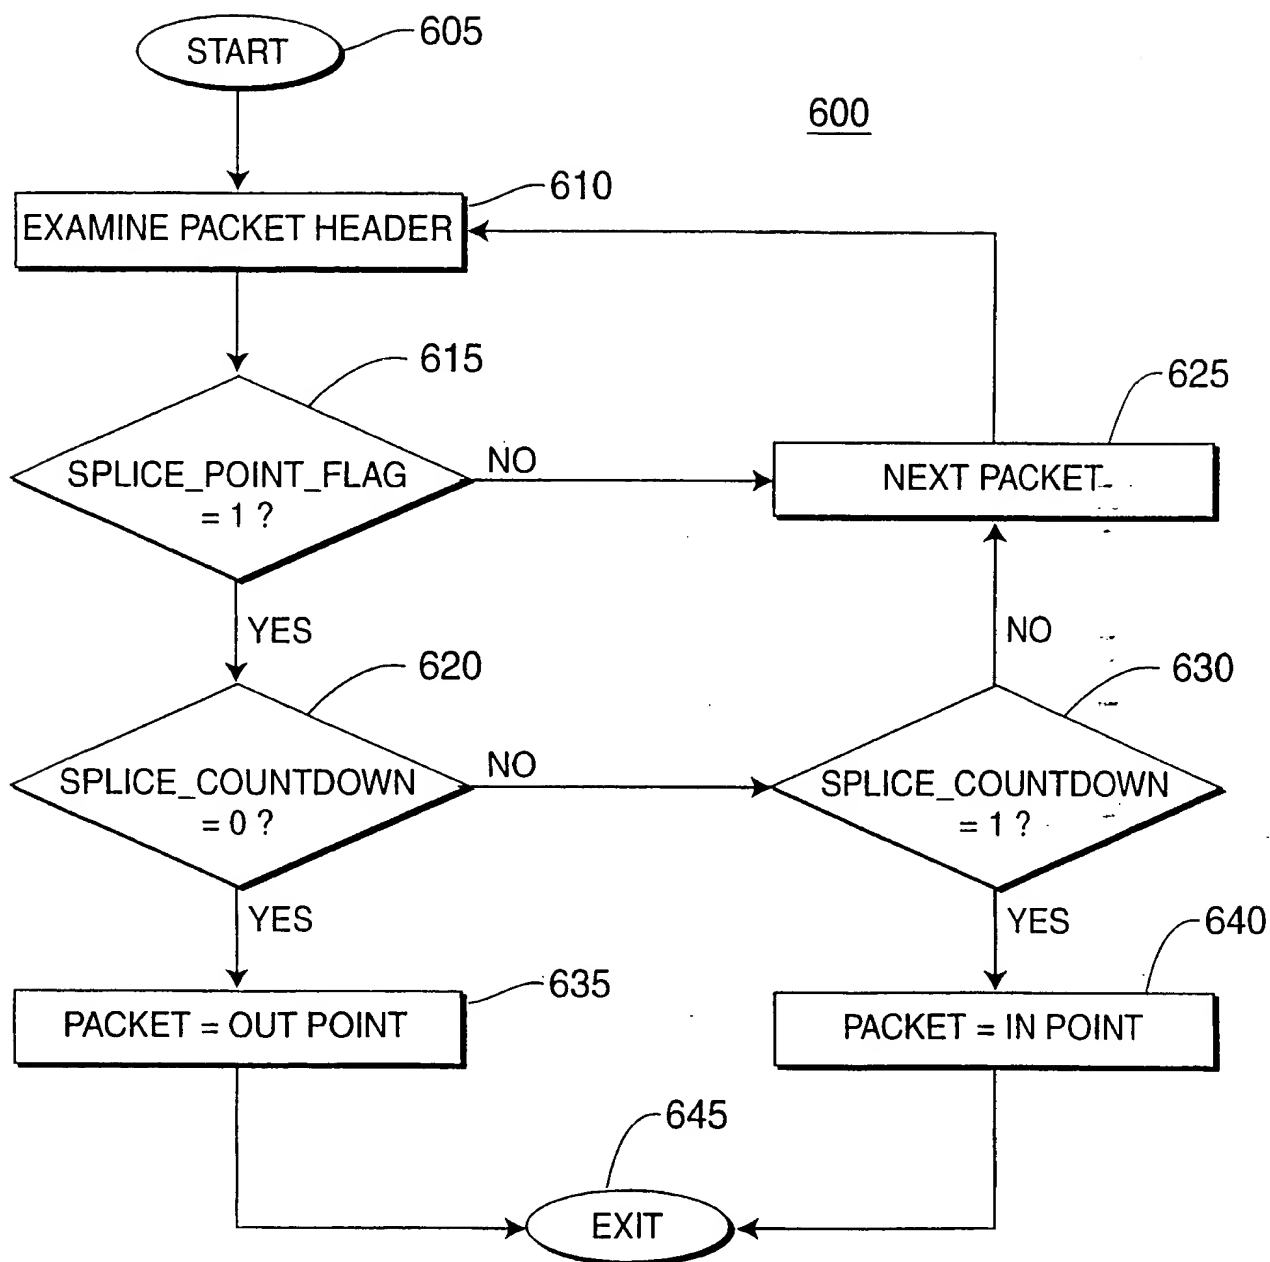 START
605
600
610
EXAMINE PACKET HEADER
615
625
SPLICE_POINT_FLAG
= 1 ?
NO
NEXT PACKET
YES
NO
620
630
SPLICE_COUNTDOWN
= 0 ?
NO
SPLICE_COUNTDOWN
= 1 ?
YES
YES
640
635
PACKET = OUT POINT
PACKET = IN POINT
645
EXIT